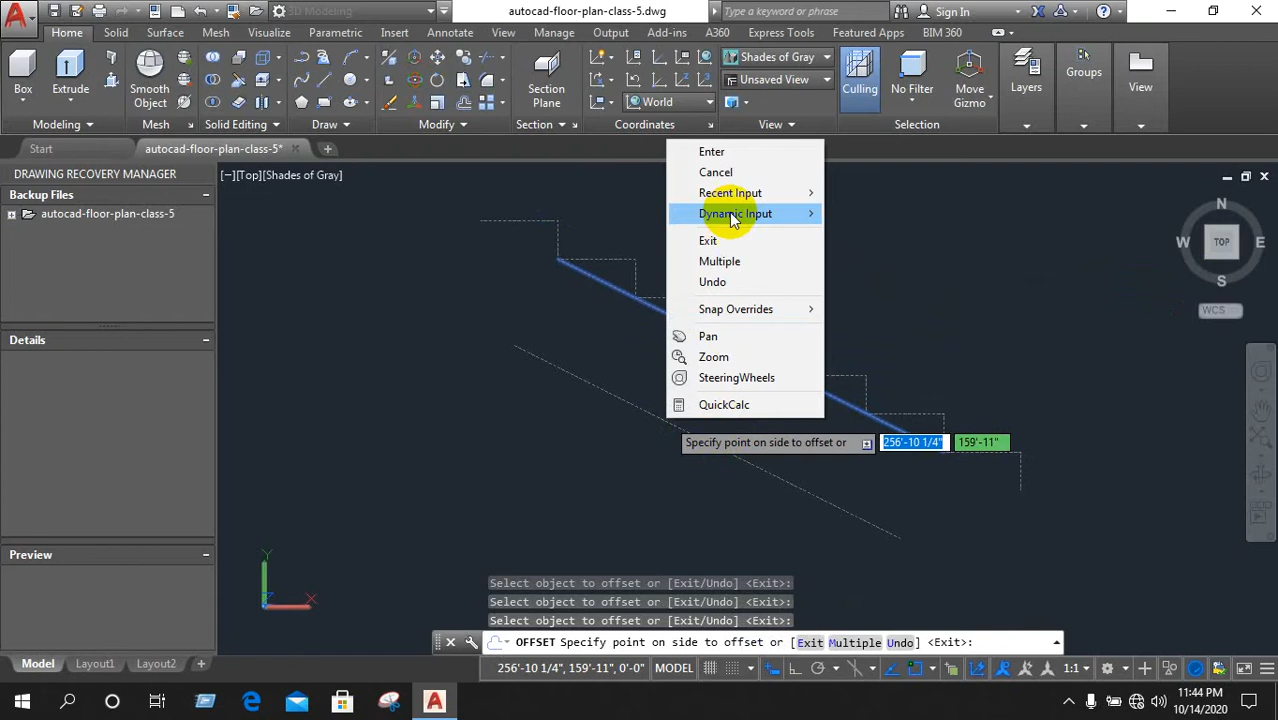 3D Modeling
autocad-floor-plan-class-5.dwg
Type a keyword or phrase
Sign In
Home Solid Surface Mesh Visualize Parametric Insert Annotate View Manage Output Add-ins A360 Express Tools Featured Apps BIM 360
Box
Extrude
Smooth
Object
Section
Plane
Shades of Gray
Unsaved View
World
Culling
No Filter
Move
Gizmo
Layers
Groups
View
Modeling
Mesh
Solid Editing
Draw
Modify
Section
Coordinates
View
Selection
Start
autocad-floor-plan-class-5*
DRAWING RECOVERY MANAGER
Backup Files
autocad-floor-plan-class-5
Details
Preview
[−][Top][Shades of Gray]
Enter
Cancel
Recent Input
Dynamic Input
Exit
Multiple
Undo
Snap Overrides
Pan
Zoom
SteeringWheels
QuickCalc
N
W TOP E
S
WCS
Specify point on side to offset or 256'-10 1/4" 159'-11"
Y
X
Select object to offset or [Exit/Undo] <Exit>:
Select object to offset or [Exit/Undo] <Exit>:
Select object to offset or [Exit/Undo] <Exit>:
OFFSET Specify point on side to offset or [Exit Multiple Undo] <Exit>:
Model Layout1 Layout2
256'-10 1/4", 159'-11", 0'-0" MODEL
1:1
11:44 PM
10/14/2020